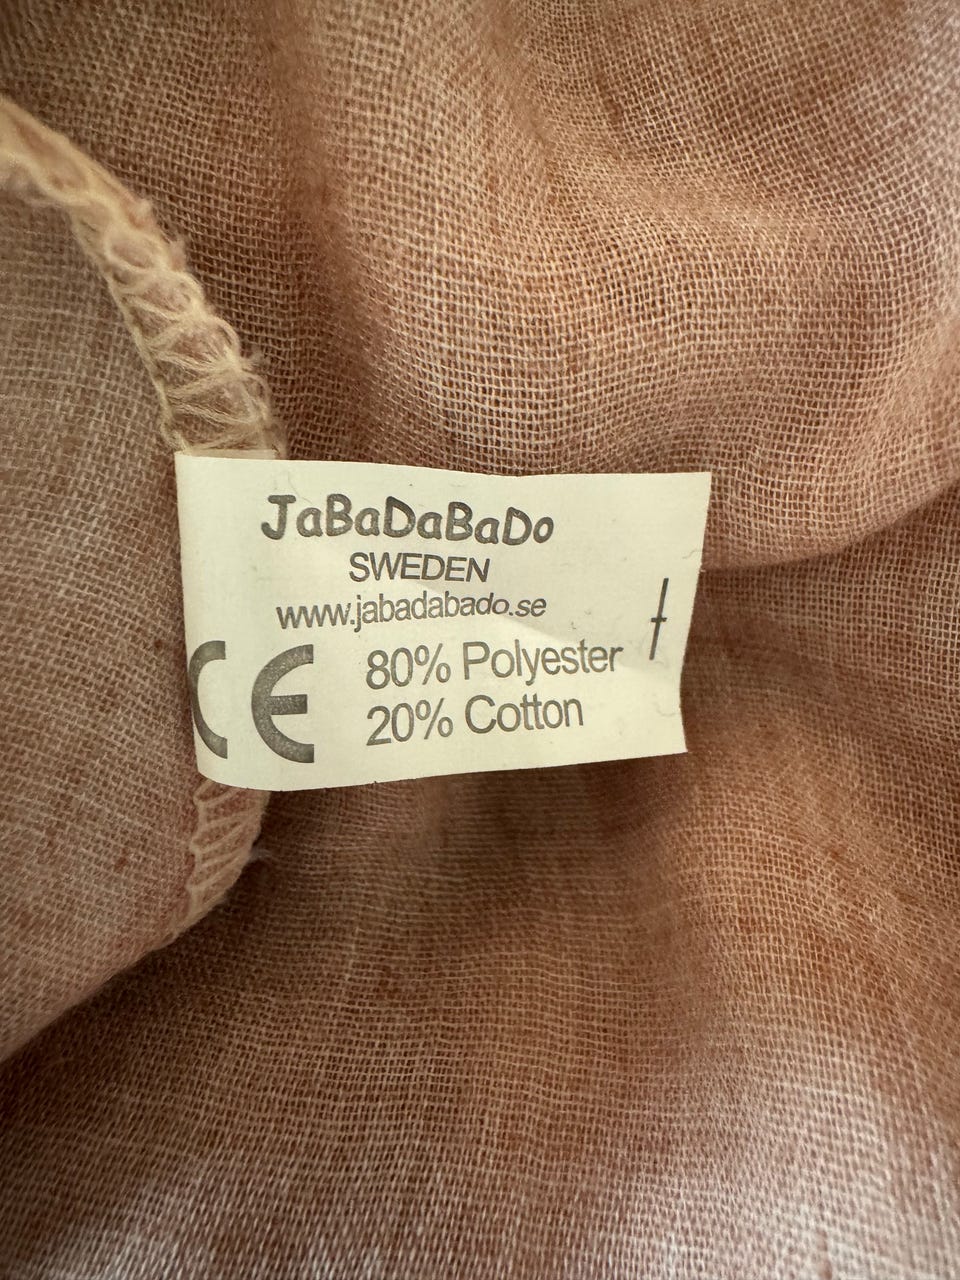 JaBaDaBaDo
SWEDEN
www.jabadabado.se
CE
80% Polyester
20% Cotton